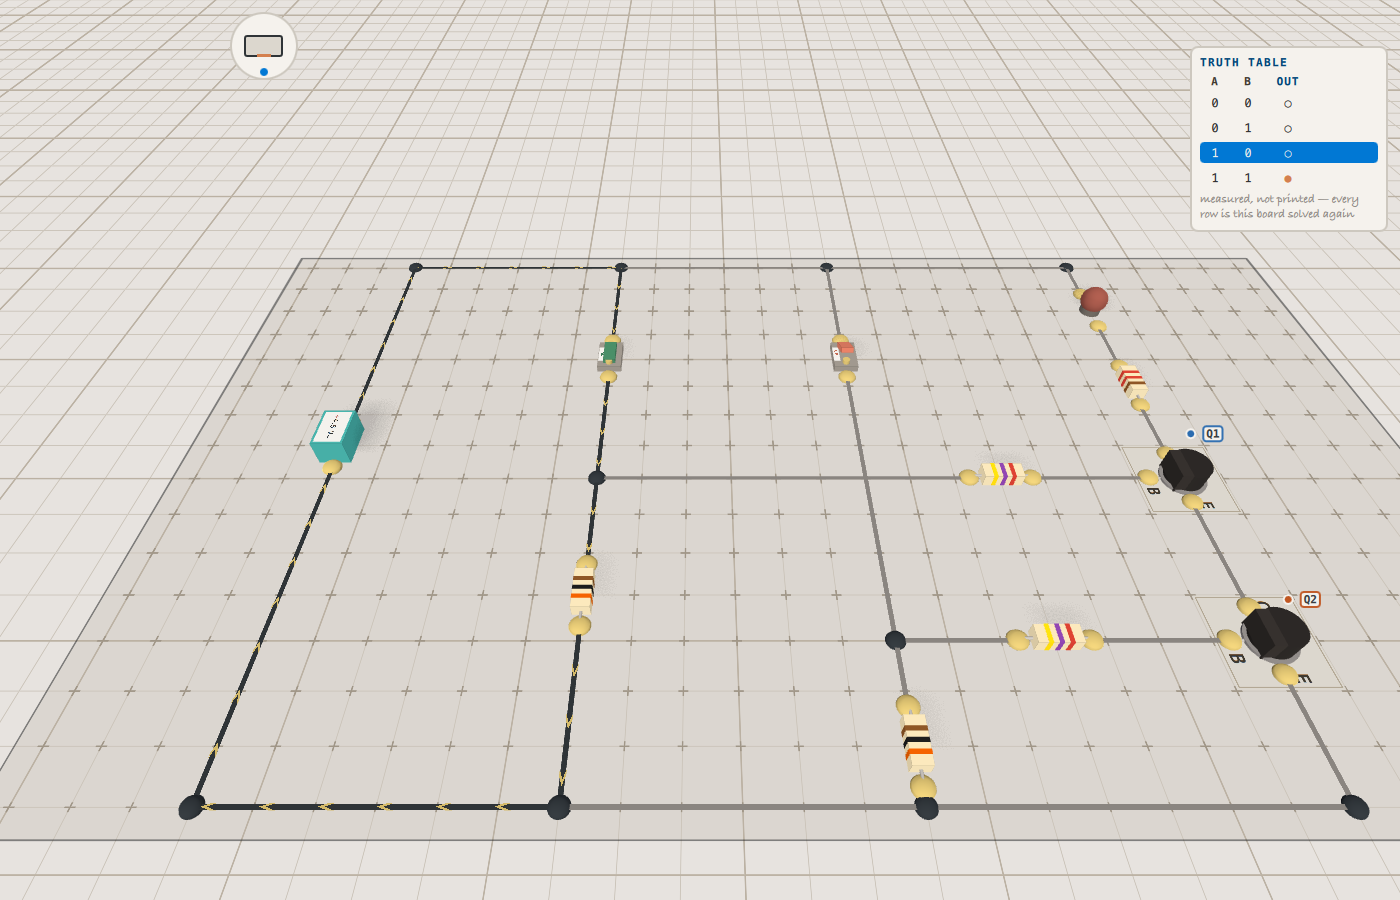 TRUTH TABLE
A B OUT
0 0 ○
0 1 ○
1 0 ○
1 1 ●
measured, not printed — every
row is this board solved again
Q1
B
E
Q2
B
E